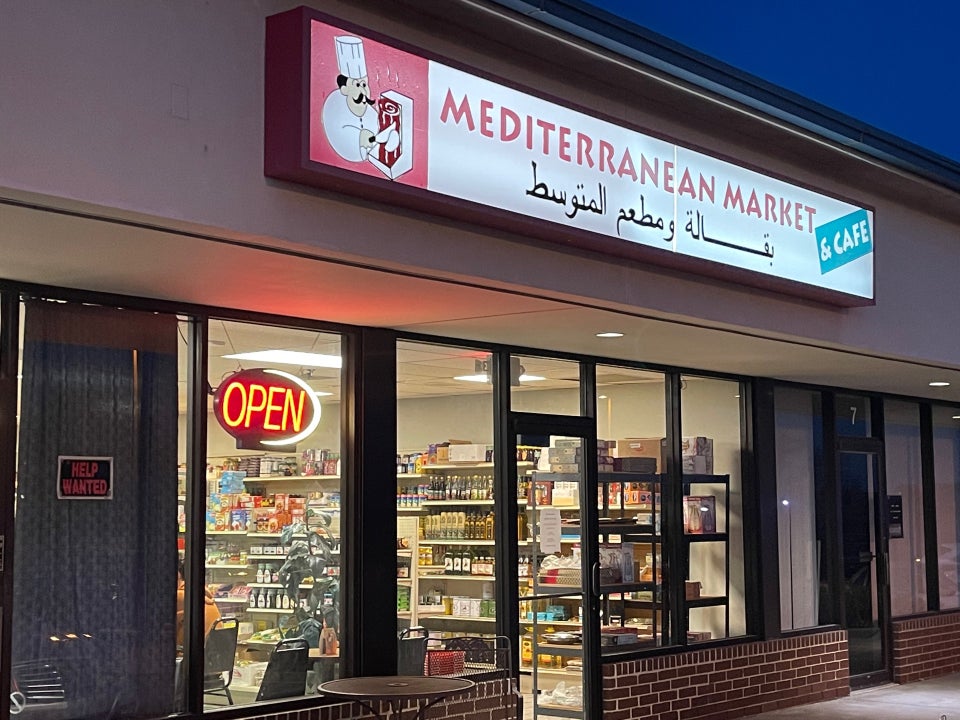 MEDITERRANEAN MARKET
& CAFE
بقالة ومطعم المتوسط
OPEN
HELP
WANTED
7